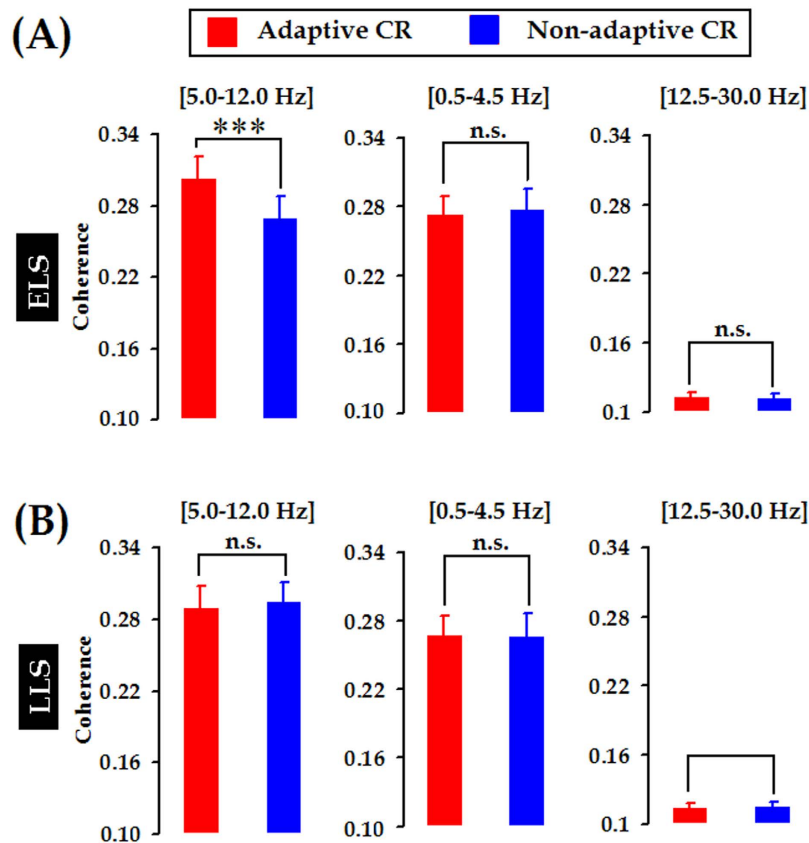 (A)
Adaptive CR Non-adaptive CR
[5.0-12.0 Hz] [0.5-4.5 Hz] [12.5-30.0 Hz]
*** n.s. n.s.
ELS
Coherence
0.34
0.28
0.22
0.16
0.10
0.34
0.28
0.22
0.16
0.10
0.34
0.28
0.22
0.16
0.1
(B)
[5.0-12.0 Hz] [0.5-4.5 Hz] [12.5-30.0 Hz]
n.s. n.s.
LLS
Coherence
0.34
0.28
0.22
0.16
0.10
0.34
0.28
0.22
0.16
0.10
0.34
0.28
0.22
0.16
0.1